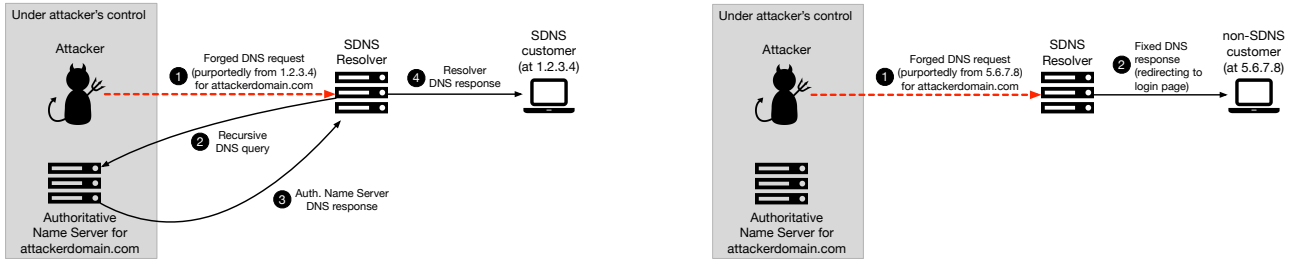 Under attacker's control
Attacker
1
Forged DNS request
(purportedly from 1.2.3.4)
for attackerdomain.com
SDNS
Resolver
4
Resolver
DNS response
SDNS
customer
(at 1.2.3.4)
2
Recursive
DNS query
3
Auth. Name Server
DNS response
Authoritative
Name Server for
attackerdomain.com
Under attacker's control
Attacker
1
Forged DNS request
(purportedly from 5.6.7.8)
for attackerdomain.com
SDNS
Resolver
2
Fixed DNS
response
(redirecting to
login page)
non-SDNS
customer
(at 5.6.7.8)
Authoritative
Name Server for
attackerdomain.com